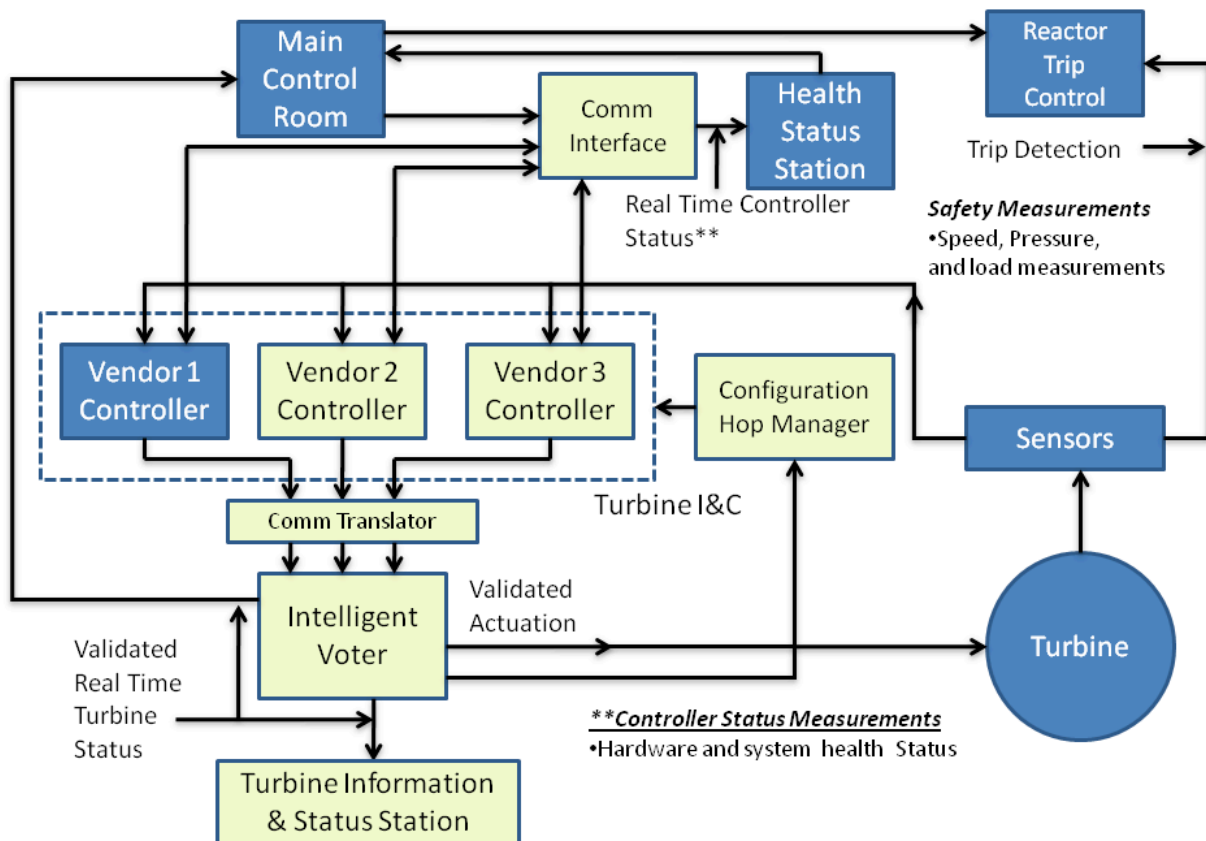 Main
Control
Room
Reactor
Trip
Control
Comm
Interface
Health
Status
Station
Trip Detection
Real Time Controller
Status**
Safety Measurements
•Speed, Pressure,
and load measurements
Vendor 1
Controller
Vendor 2
Controller
Vendor 3
Controller
Configuration
Hop Manager
Sensors
Turbine I&C
Comm Translator
Intelligent
Voter
Validated
Actuation
Turbine
Validated
Real Time
Turbine
Status
**Controller Status Measurements
•Hardware and system health Status
Turbine Information
& Status Station